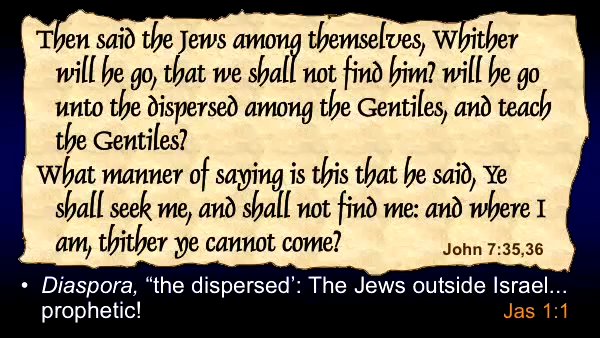 Then said the Jews among themselves, Whither
will he go, that we shall not find him? will he go
unto the dispersed among the Gentiles, and teach
the Gentiles?
What manner of saying is this that he said, Ye
shall seek me, and shall not find me: and where I
am, thither ye cannot come?
John 7:35,36
• Diaspora, “the dispersed’: The Jews outside Israel...
prophetic!
Jas 1:1